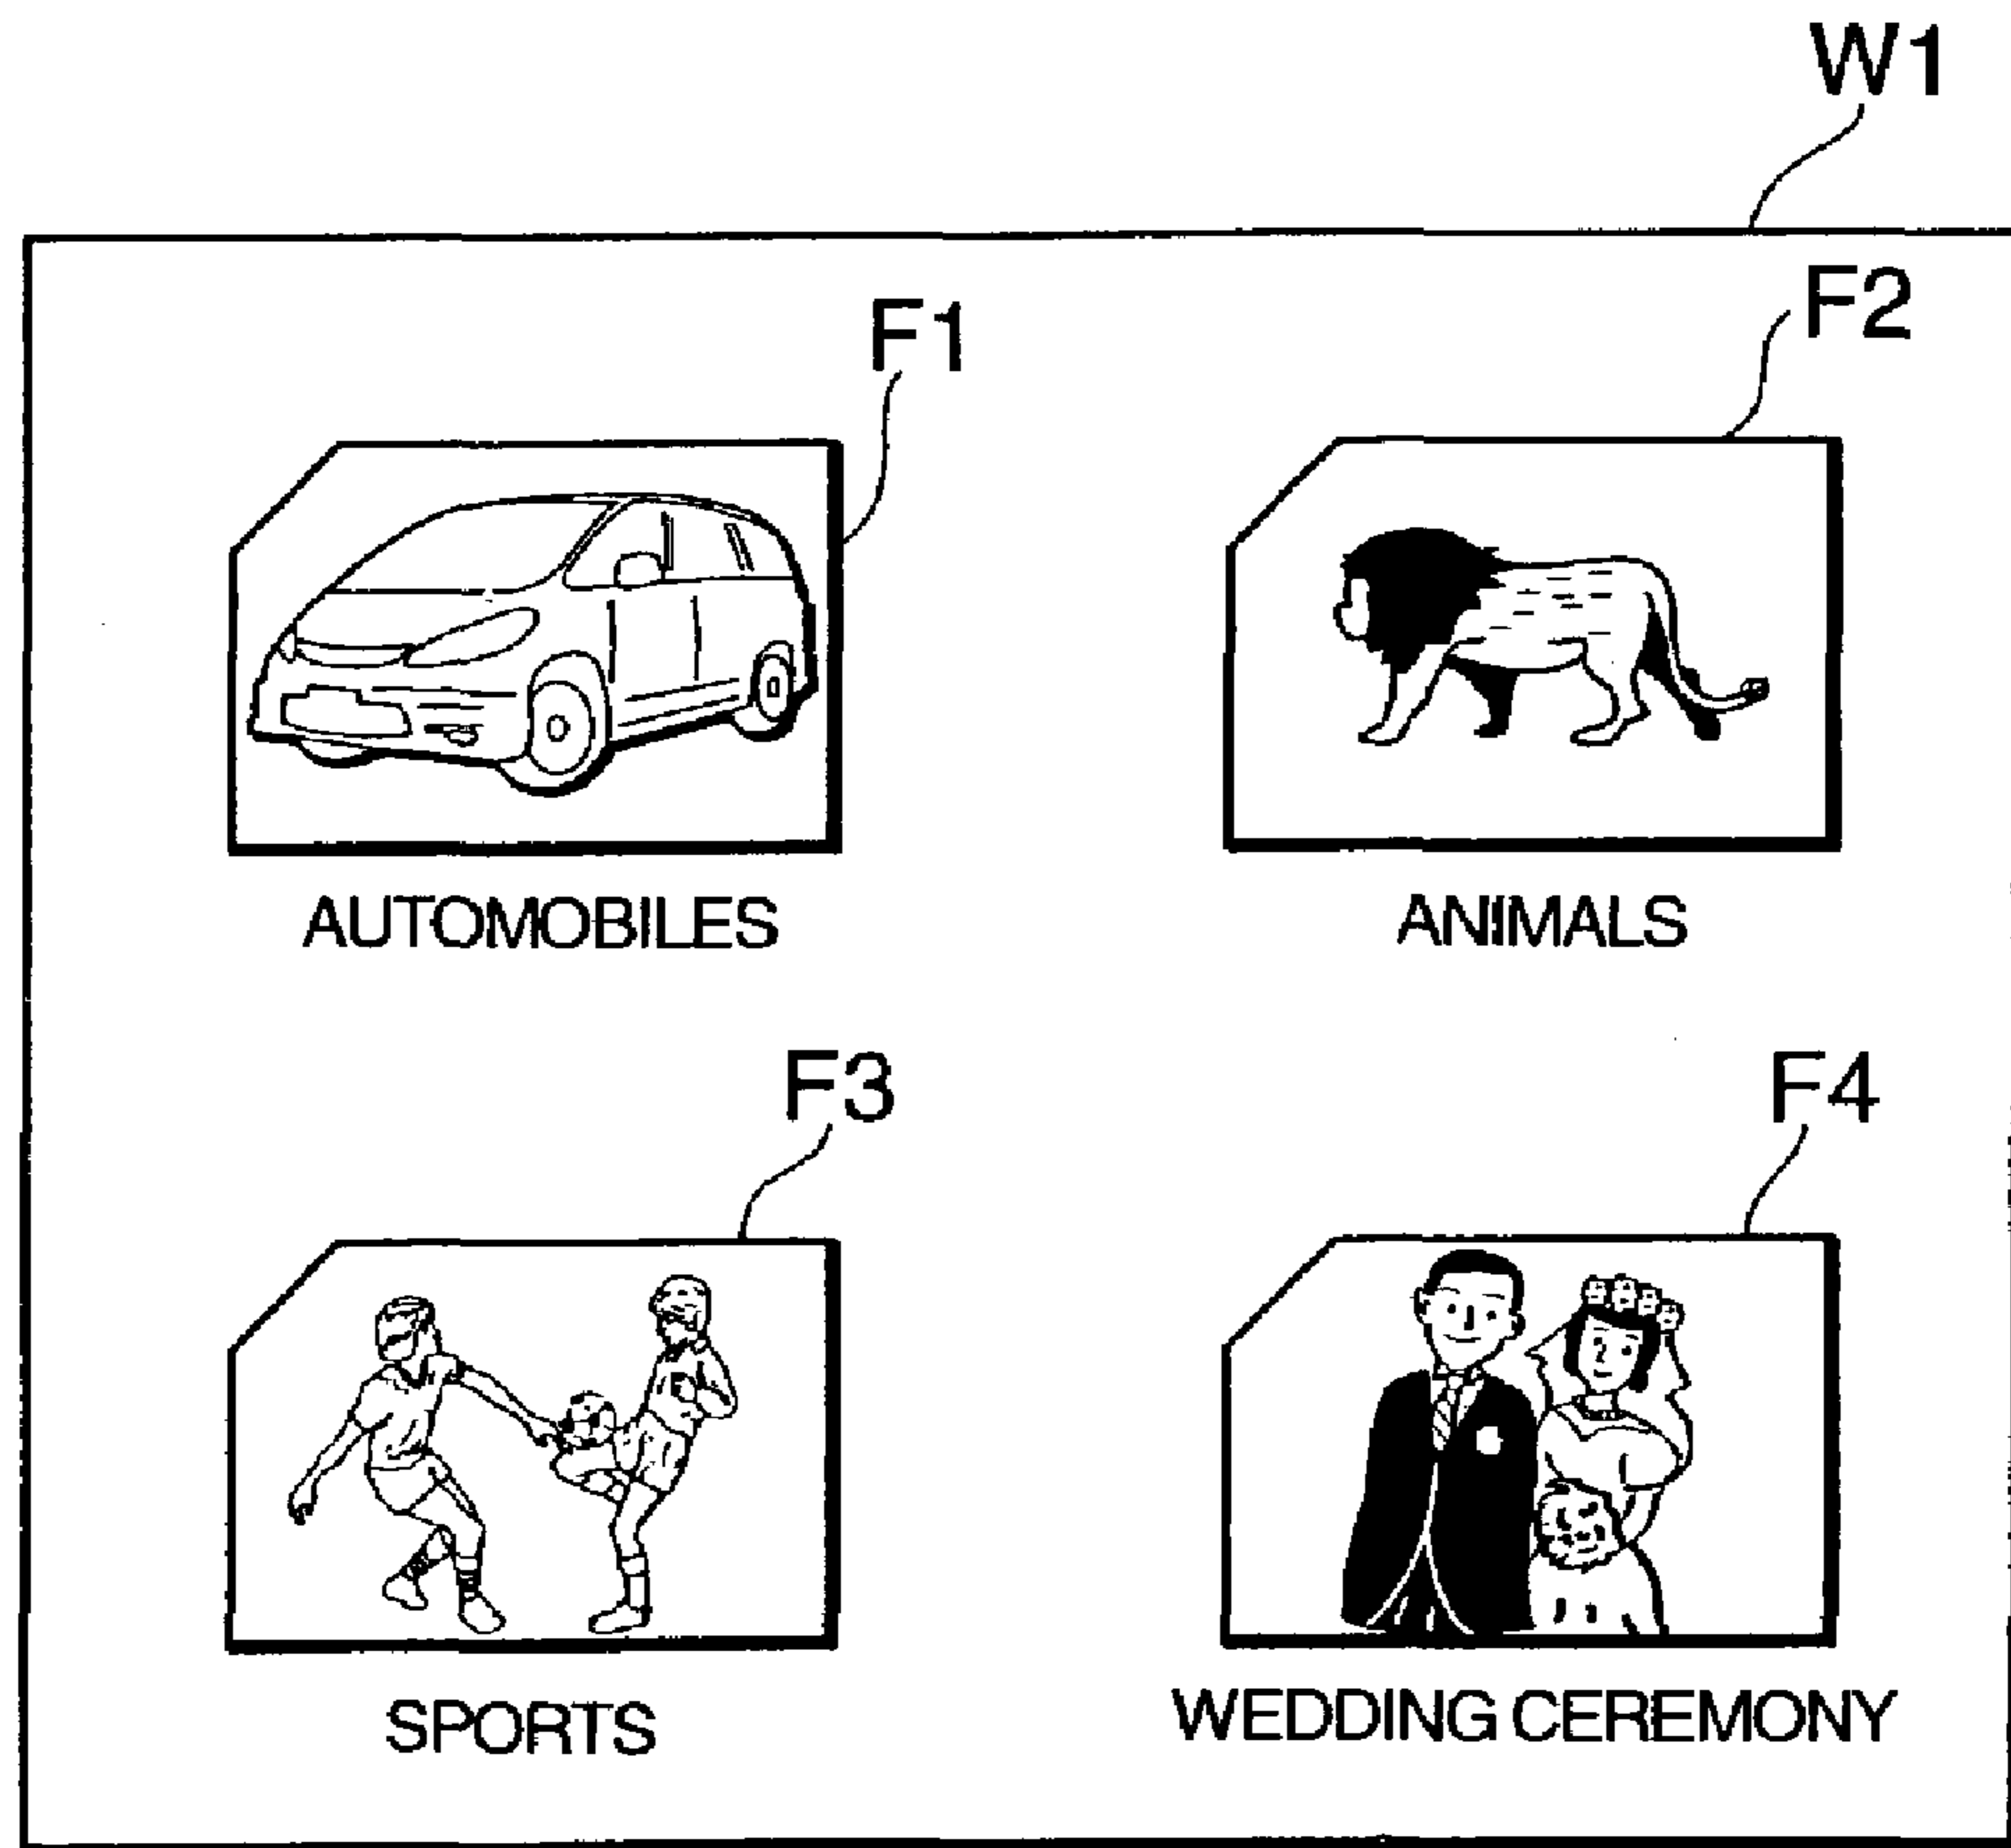 W1
F1
F2
AUTOMOBILES
ANIMALS
F3
F4
SPORTS
WEDDING CEREMONY